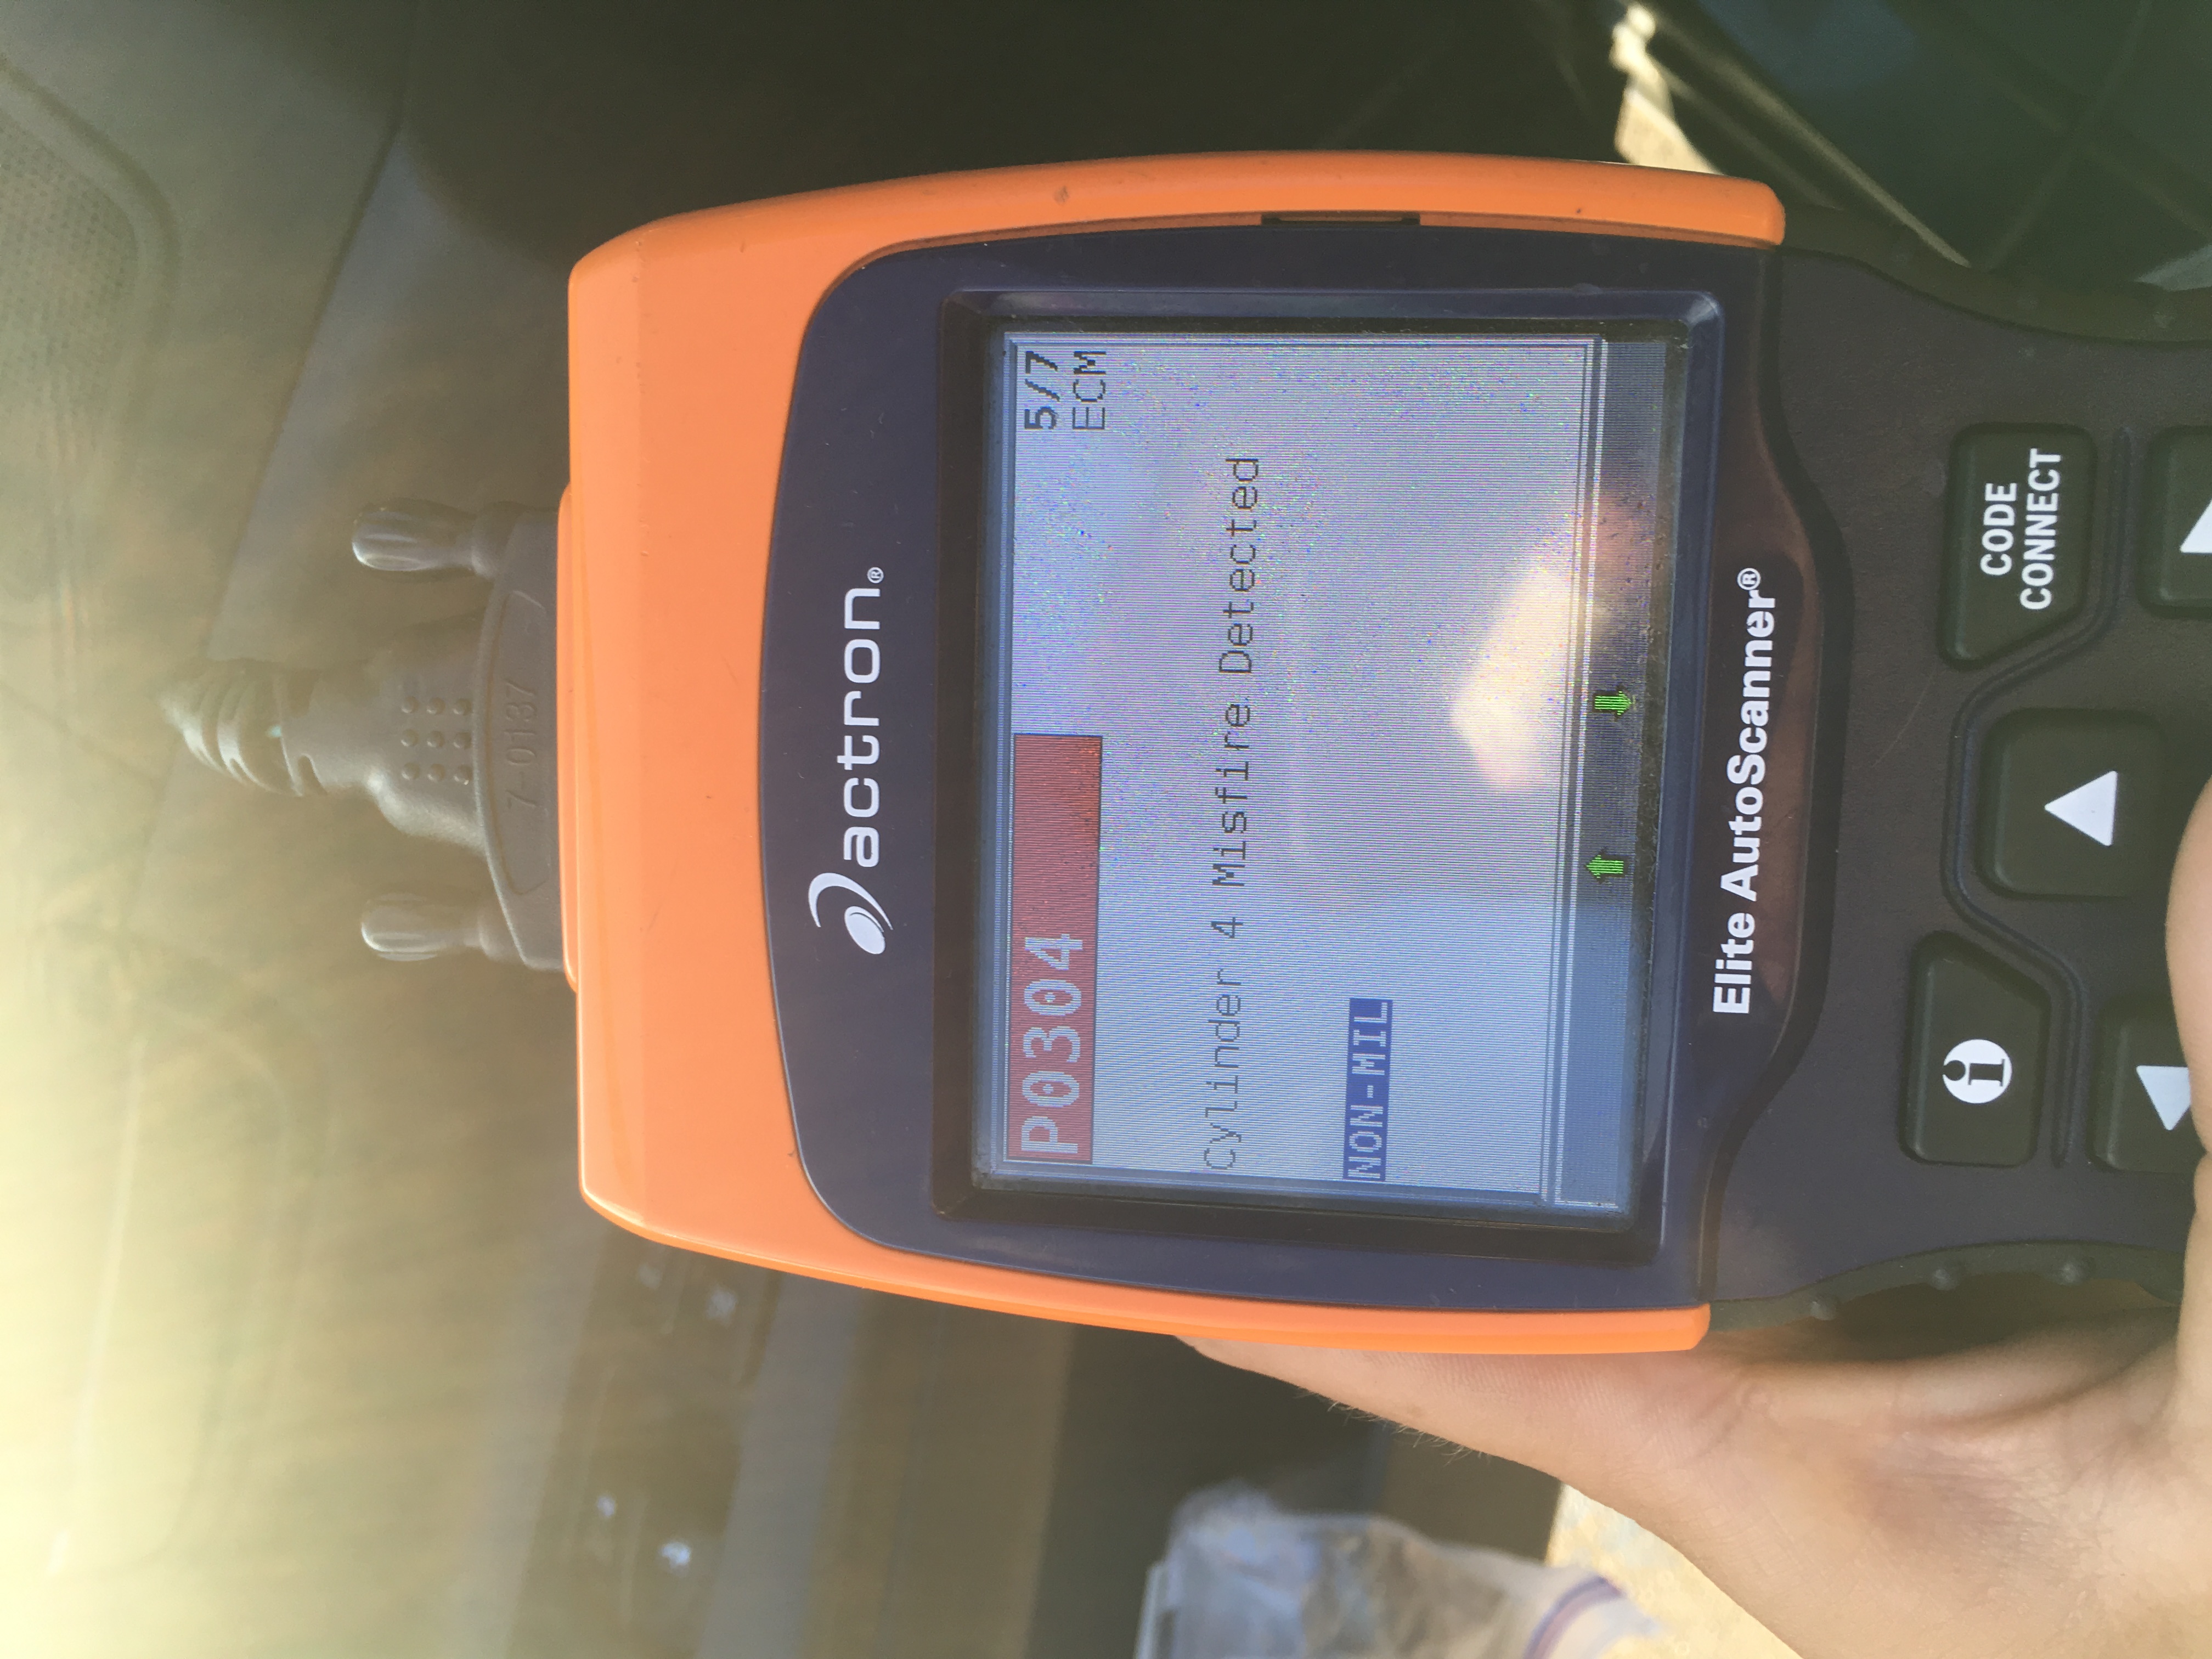 7-0137
actron®
P0304
5/7
ECM
Cylinder 4 Misfire Detected
NON-MIL
Elite AutoScanner®
i
CODE
CONNECT